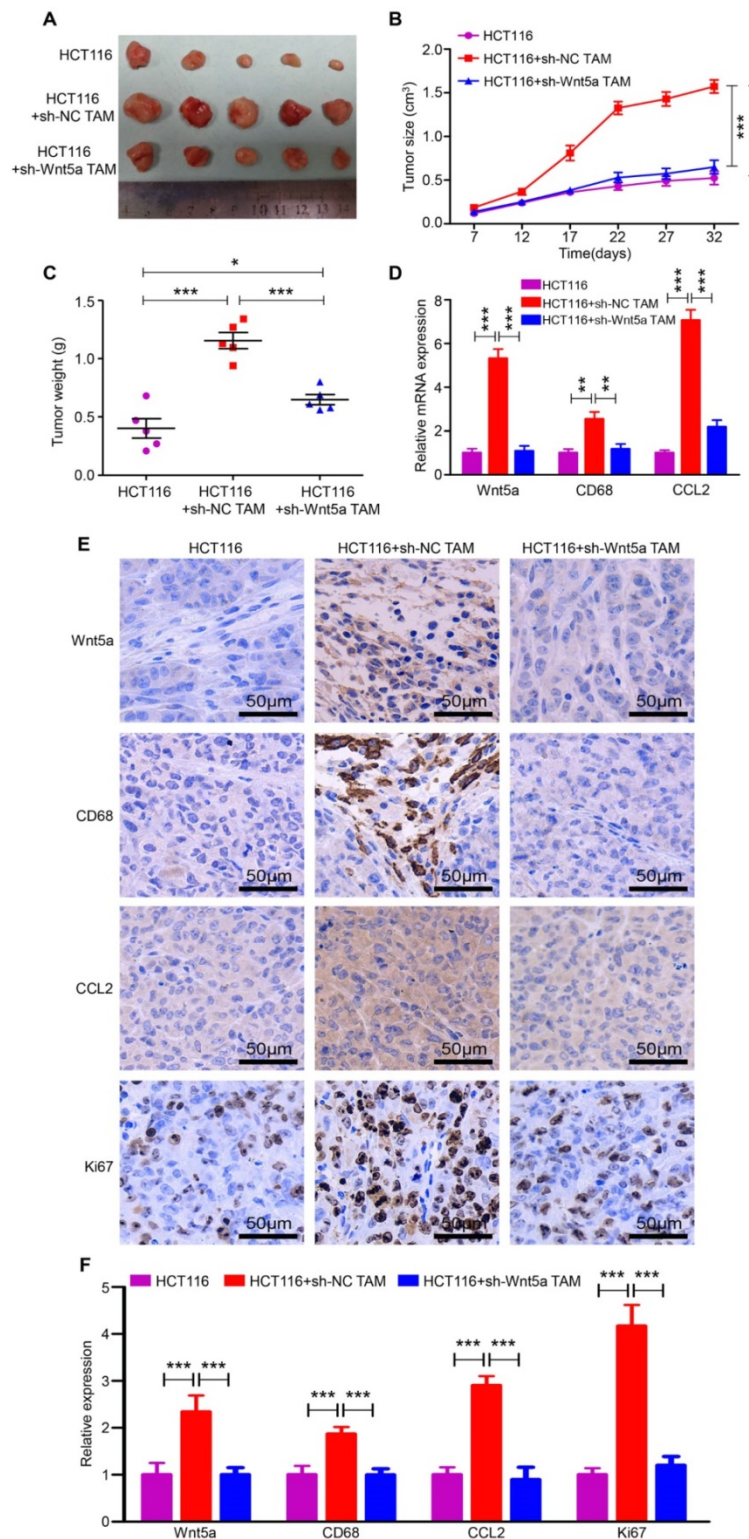 A
HCT116
HCT116
+sh-NC TAM
HCT116
+sh-Wnt5a TAM
10 11 12 13 14
B
HCT116
HCT116+sh-NC TAM
HCT116+sh-Wnt5a TAM
Tumor size (cm³)
2.0
1.5
1.0
0.5
0.0
7 12 17 22 27 32
Time(days)
***
C
*
*** ***
Tumor weight (g)
1.5
1.0
0.5
0.0
HCT116
HCT116
+sh-NC TAM
HCT116
+sh-Wnt5a TAM
D
HCT116
HCT116+sh-NC TAM
HCT116+sh-Wnt5a TAM
Relative mRNA expression
8
6
4
2
0
*** ***
** **
*** ***
Wnt5a CD68 CCL2
E
HCT116 HCT116+sh-NC TAM HCT116+sh-Wnt5a TAM
Wnt5a
50μm 50μm 50μm
CD68
50μm 50μm 50μm
CCL2
50μm 50μm 50μm
Ki67
50μm 50μm 50μm
F
HCT116 HCT116+sh-NC TAM HCT116+sh-Wnt5a TAM
Relative expression
5
4
3
2
1
0
*** ***
*** ***
*** ***
*** ***
Wnt5a CD68 CCL2 Ki67